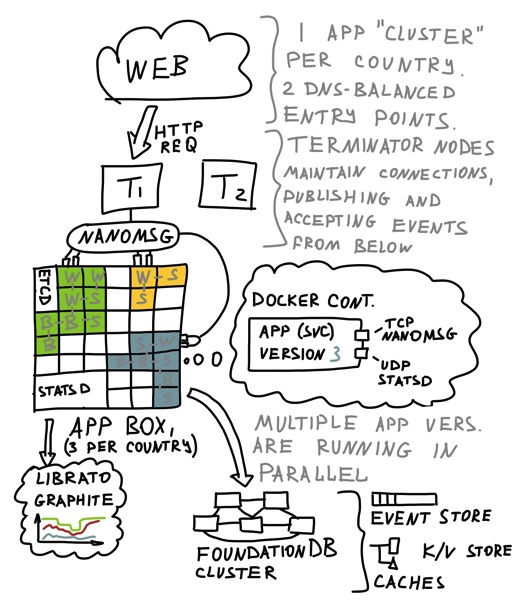 WEB
1 APP "CLUSTER"
PER COUNTRY.
2 DNS-BALANCED
ENTRY POINTS.
HTTP
REQ
TERMINATOR NODES
MAINTAIN CONNECTIONS,
PUBLISHING AND
ACCEPTING EVENTS
FROM BELOW
T1
T2
NANOMSG
ETCD
W W
W-S
W-S
S
B-B-S
B
S-W
B-B-S
B
S
STATSD
DOCKER CONT.
APP (SVC)
VERSION 3
TCP
NANOMSG
UDP
STATSD
APP BOX,
(3 PER COUNTRY)
MULTIPLE APP VERS.
ARE RUNNING IN
PARALLEL
LIBRATO
GRAPHITE
FOUNDATIONDB
CLUSTER
EVENT STORE
K/V STORE
CACHES